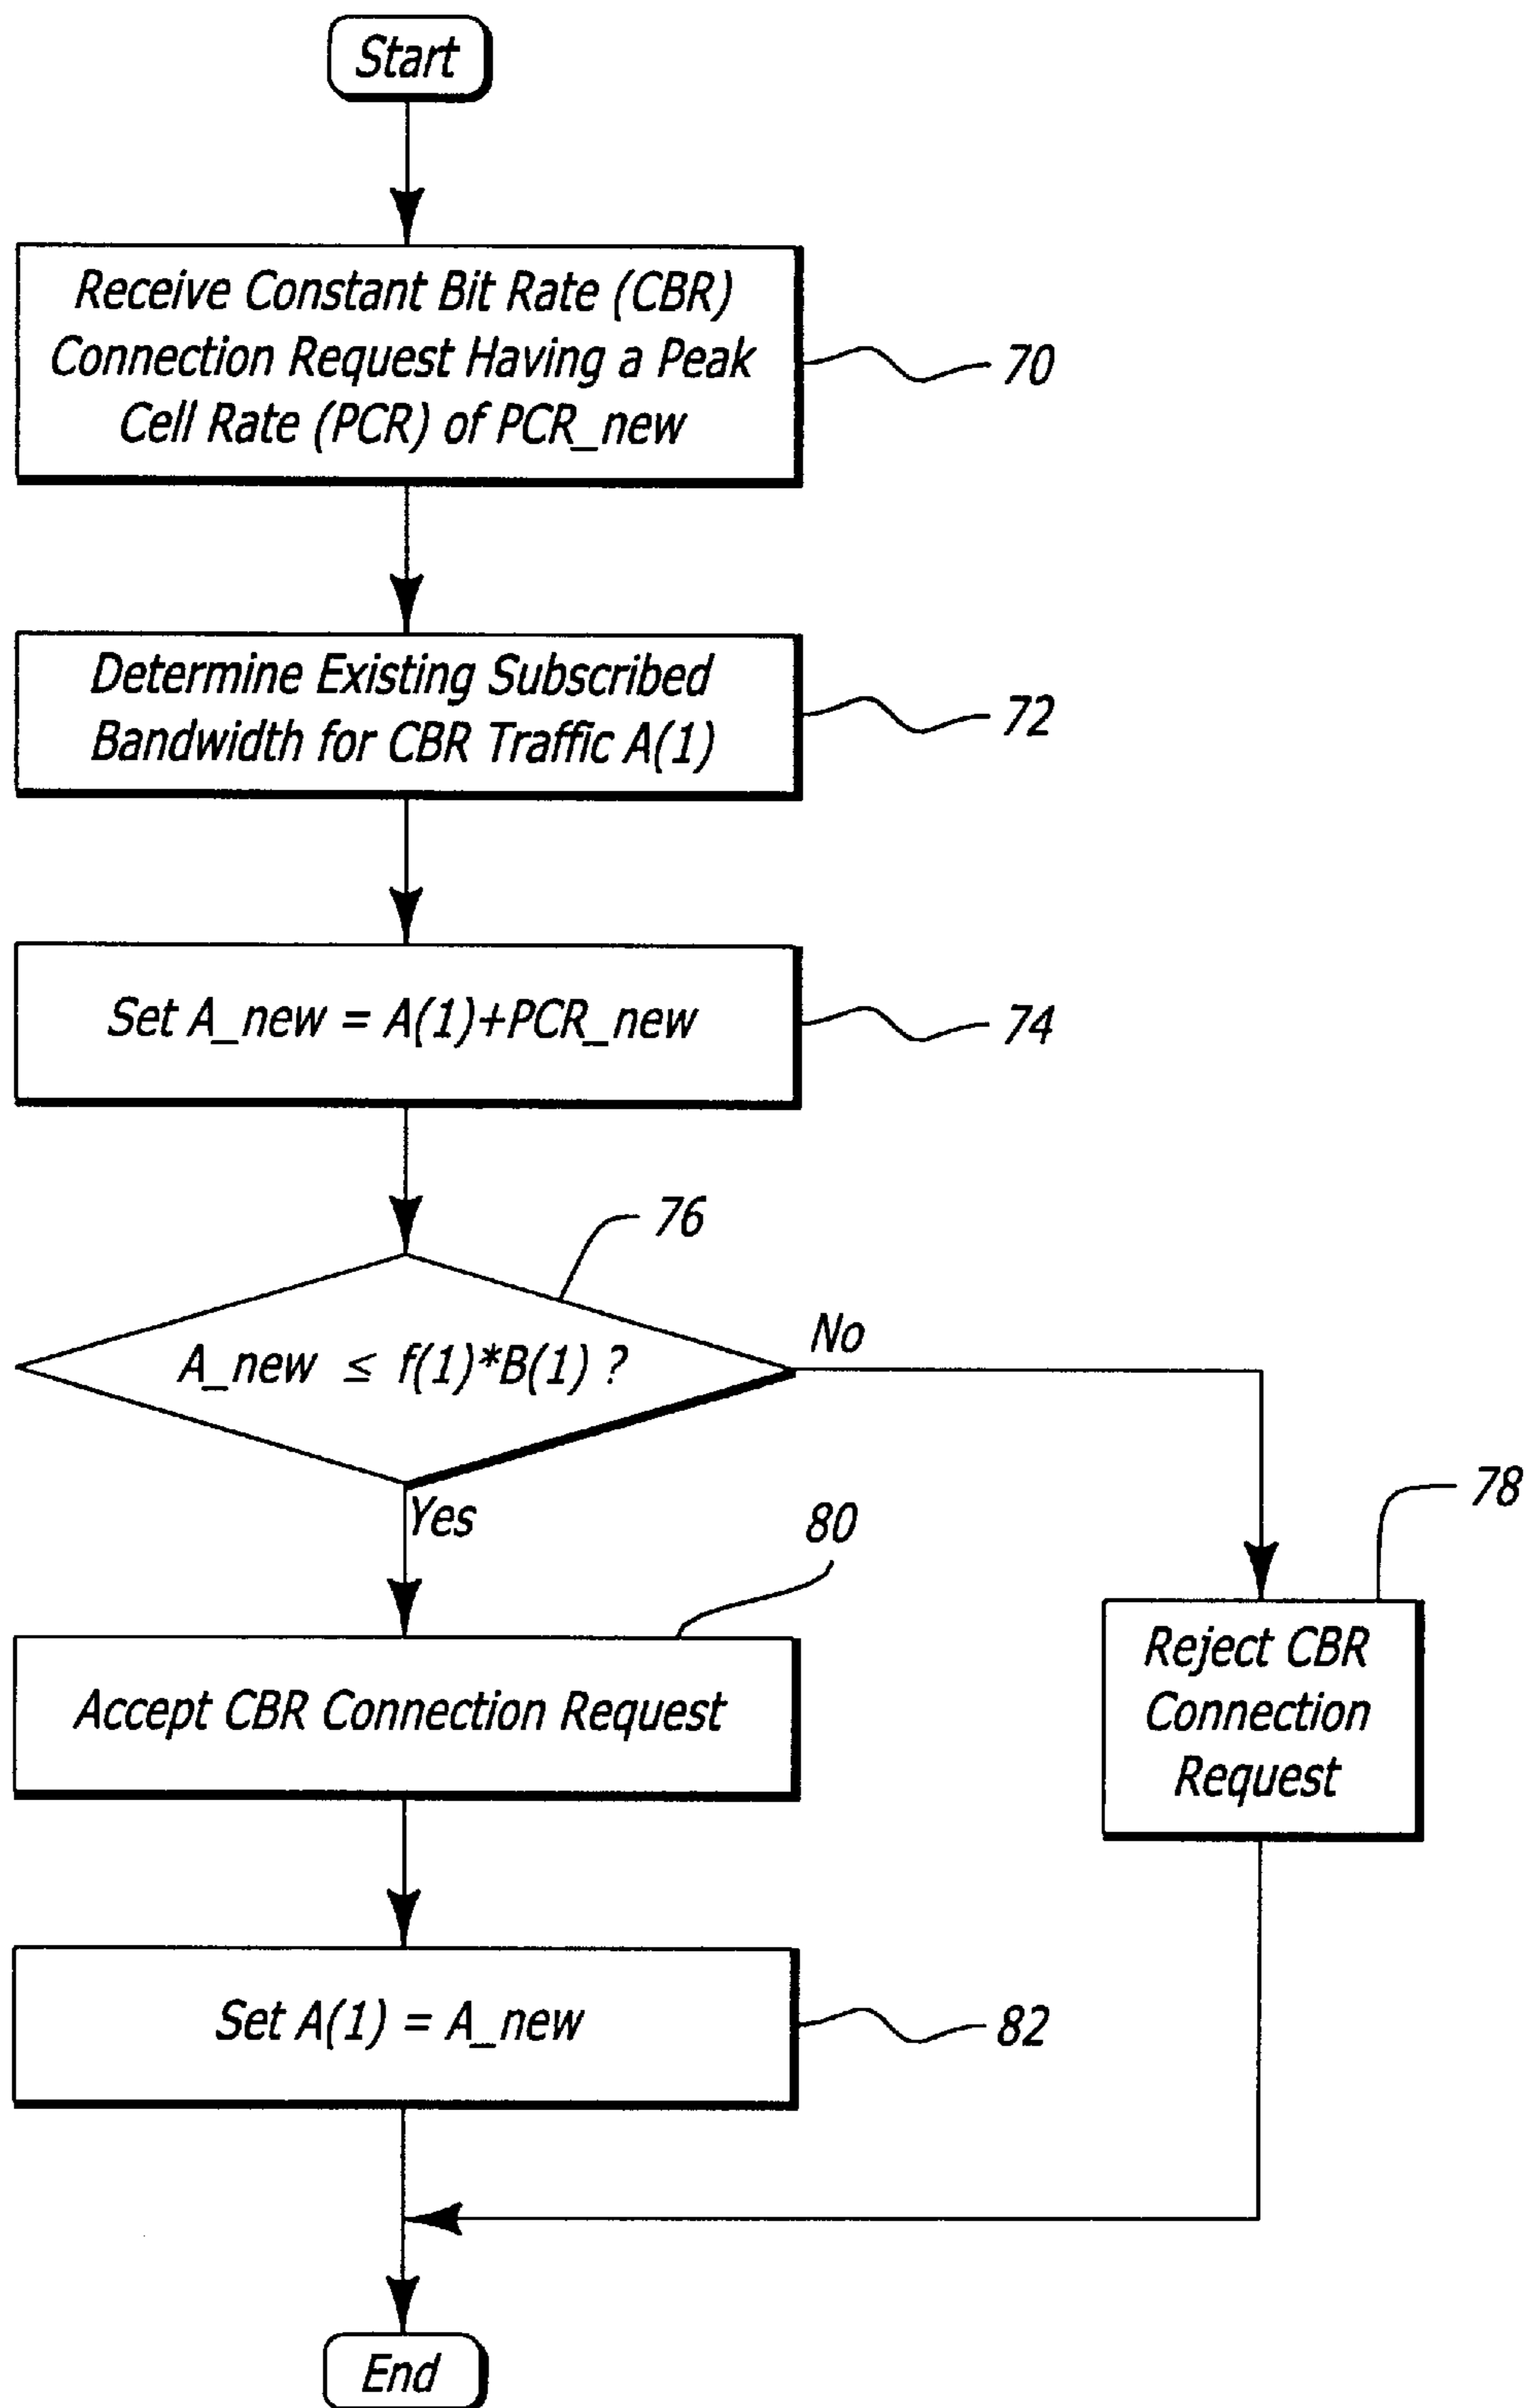 Start
Receive Constant Bit Rate (CBR)
Connection Request Having a Peak
Cell Rate (PCR) of PCR_new
70
Determine Existing Subscribed
Bandwidth for CBR Traffic A(1)
72
Set A_new = A(1)+PCR_new
74
76
A_new ≤ f(1)*B(1) ?
No
Yes
78
80
Reject CBR
Connection
Request
Accept CBR Connection Request
Set A(1) = A_new
82
End